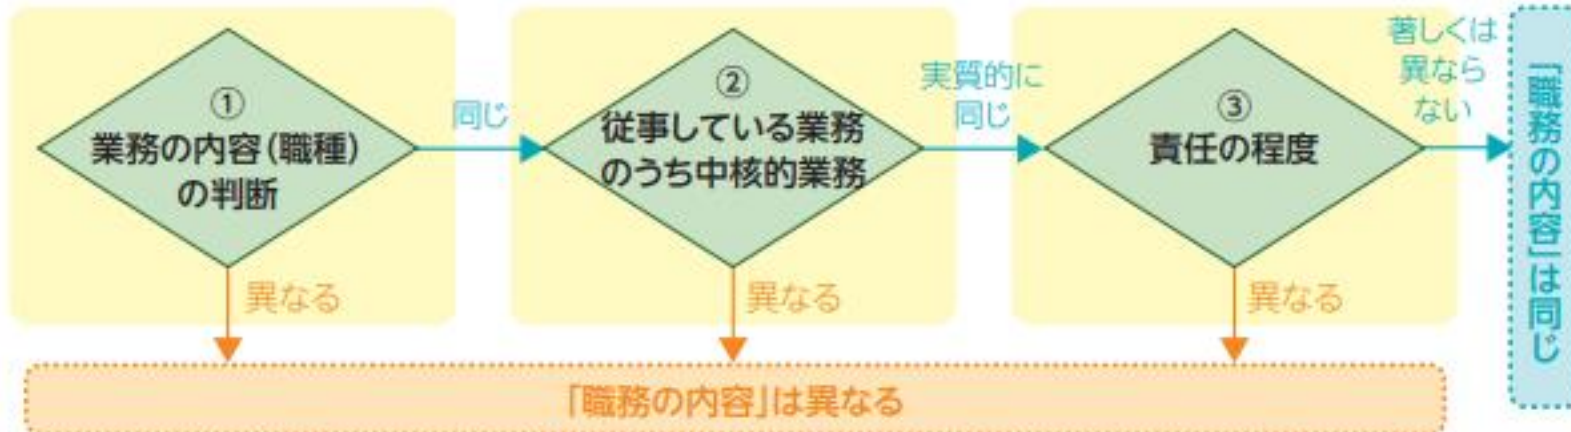 ①
業務の内容（職種）
の判断
同じ
異なる
②
従事している業務
のうち中核的業務
実質的に
同じ
異なる
③
責任の程度
著しくは
異なら
ない
異なる
「職務の内容」は同じ
「職務の内容」は異なる